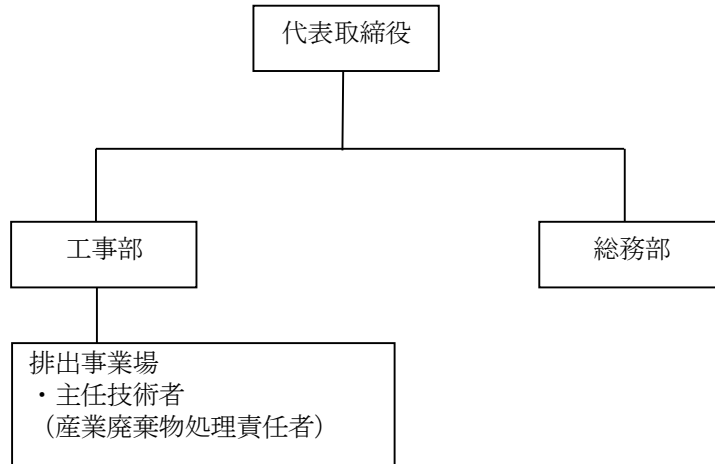 代表取締役
工事部
総務部
排出事業場
・主任技術者
(産業廃棄物処理責任者)